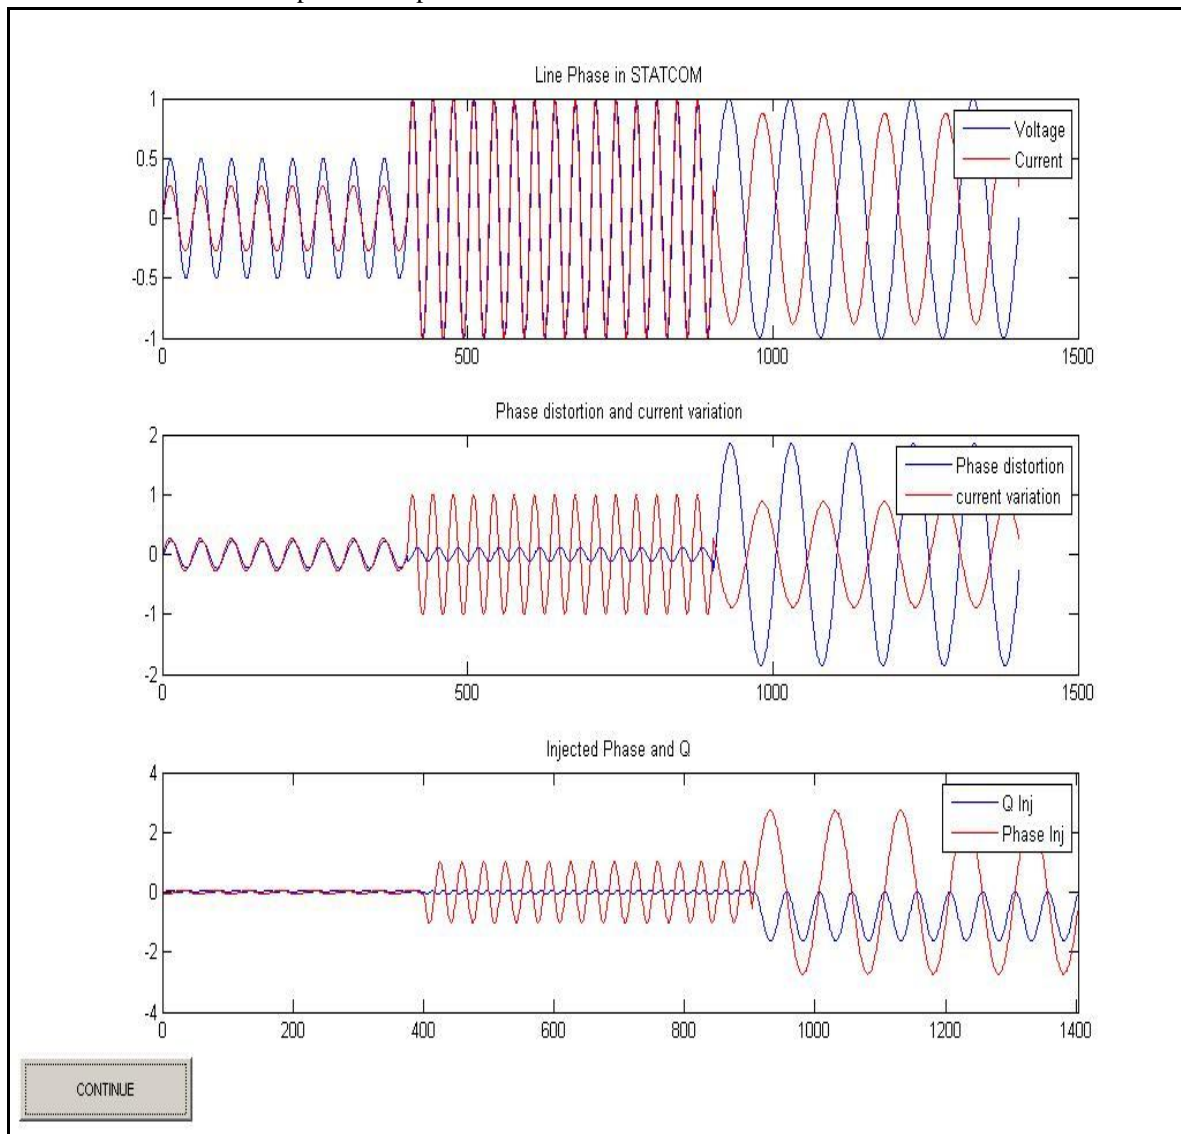 Line Phase in STATCOM
1
0.5
0
-0.5
-1
Voltage
Current
0 500 1000 1500
Phase distortion and current variation
2
1
0
-1
-2
Phase distortion
current variation
0 500 1000 1500
Injected Phase and Q
4
2
0
-2
-4
Q Inj
Phase Inj
0 200 400 600 800 1000 1200 1400
CONTINUE